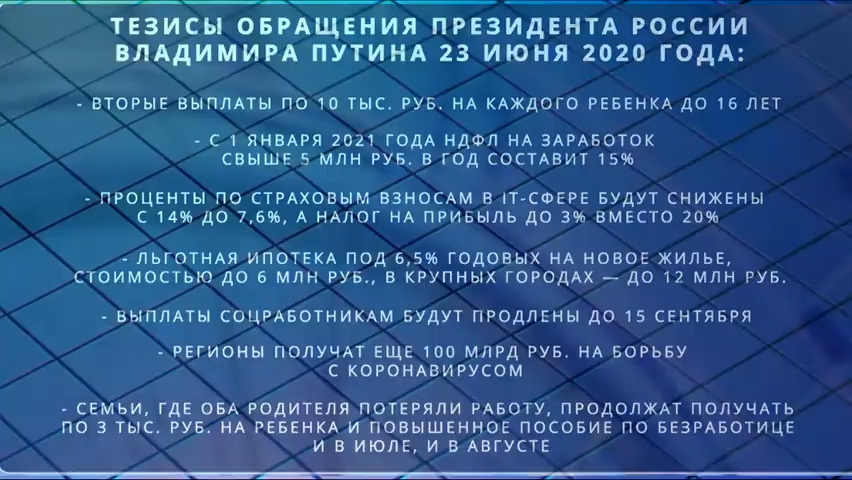 ТЕЗИСЫ ОБРАЩЕНИЯ ПРЕЗИДЕНТА РОССИИ
ВЛАДИМИРА ПУТИНА 23 ИЮНЯ 2020 ГОДА:
- ВТОРЫЕ ВЫПЛАТЫ ПО 10 ТЫС. РУБ. НА КАЖДОГО РЕБЕНКА ДО 16 ЛЕТ
- С 1 ЯНВАРЯ 2021 ГОДА НДФЛ НА ЗАРАБОТОК
СВЫШЕ 5 МЛН РУБ. В ГОД СОСТАВИТ 15%
- ПРОЦЕНТЫ ПО СТРАХОВЫМ ВЗНОСАМ В IT-СФЕРЕ БУДУТ СНИЖЕНЫ
С 14% ДО 7,6%, А НАЛОГ НА ПРИБЫЛЬ ДО 3% ВМЕСТО 20%
- ЛЬГОТНАЯ ИПОТЕКА ПОД 6,5% ГОДОВЫХ НА НОВОЕ ЖИЛЬЕ,
СТОИМОСТЬЮ ДО 6 МЛН РУБ., В КРУПНЫХ ГОРОДАХ — ДО 12 МЛН РУБ.
- ВЫПЛАТЫ СОЦРАБОТНИКАМ БУДУТ ПРОДЛЕНЫ ДО 15 СЕНТЯБРЯ
- РЕГИОНЫ ПОЛУЧАТ ЕЩЕ 100 МЛРД РУБ. НА БОРЬБУ
С КОРОНАВИРУСОМ
- СЕМЬИ, ГДЕ ОБА РОДИТЕЛЯ ПОТЕРЯЛИ РАБОТУ, ПРОДОЛЖАТ ПОЛУЧАТЬ
ПО 3 ТЫС. РУБ. НА РЕБЕНКА И ПОВЫШЕННОЕ ПОСОБИЕ ПО БЕЗРАБОТИЦЕ
И В ИЮЛЕ, И В АВГУСТЕ